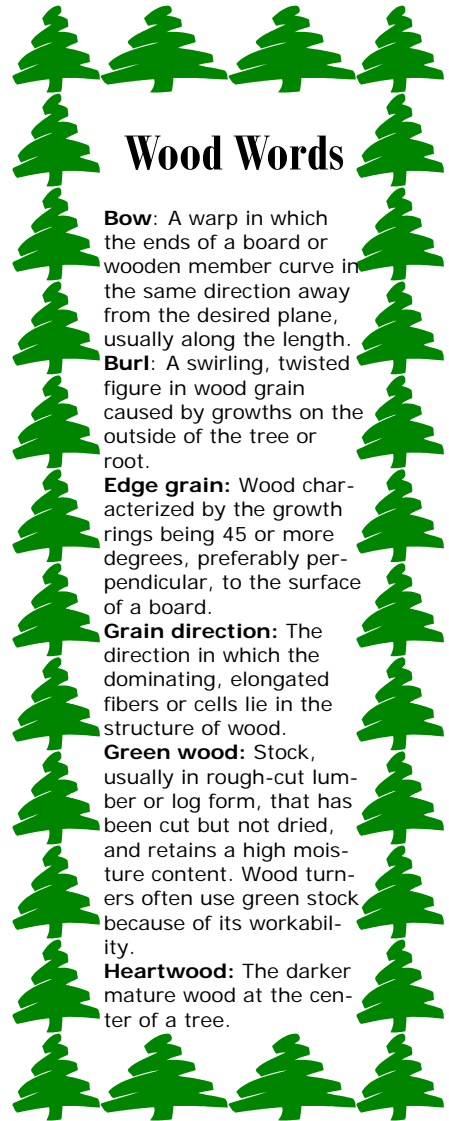 Wood Words
Bow: A warp in which
the ends of a board or
wooden member curve in
the same direction away
from the desired plane,
usually along the length.
Burl: A swirling, twisted
figure in wood grain
caused by growths on the
outside of the tree or
root.
Edge grain: Wood char-
acterized by the growth
rings being 45 or more
degrees, preferably per-
pendicular, to the surface
of a board.
Grain direction: The
direction in which the
dominating, elongated
fibers or cells lie in the
structure of wood.
Green wood: Stock,
usually in rough-cut lum-
ber or log form, that has
been cut but not dried,
and retains a high mois-
ture content. Wood turn-
ers often use green stock
because of its workabil-
ity.
Heartwood: The darker
mature wood at the cen-
ter of a tree.